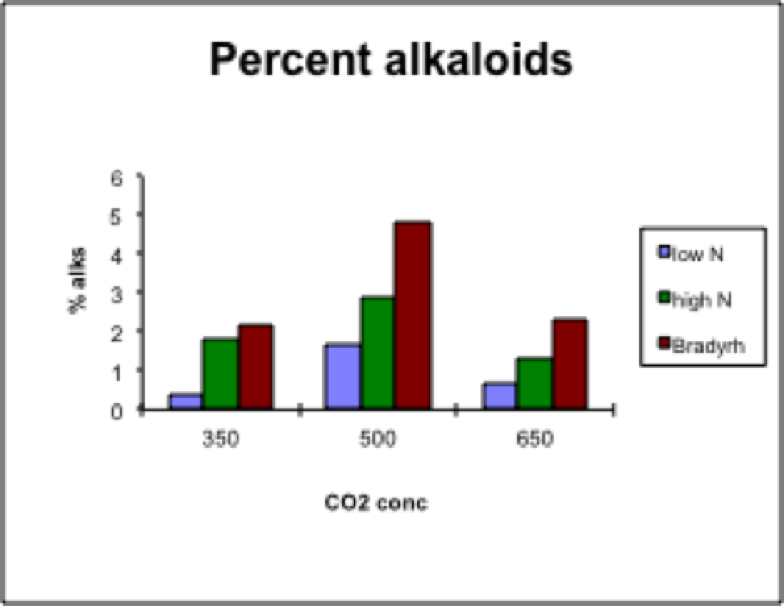 Percent alkaloids
6
5
4
3
2
1
0
% alks
350 500 650
CO2 conc
low N
high N
Bradyrh